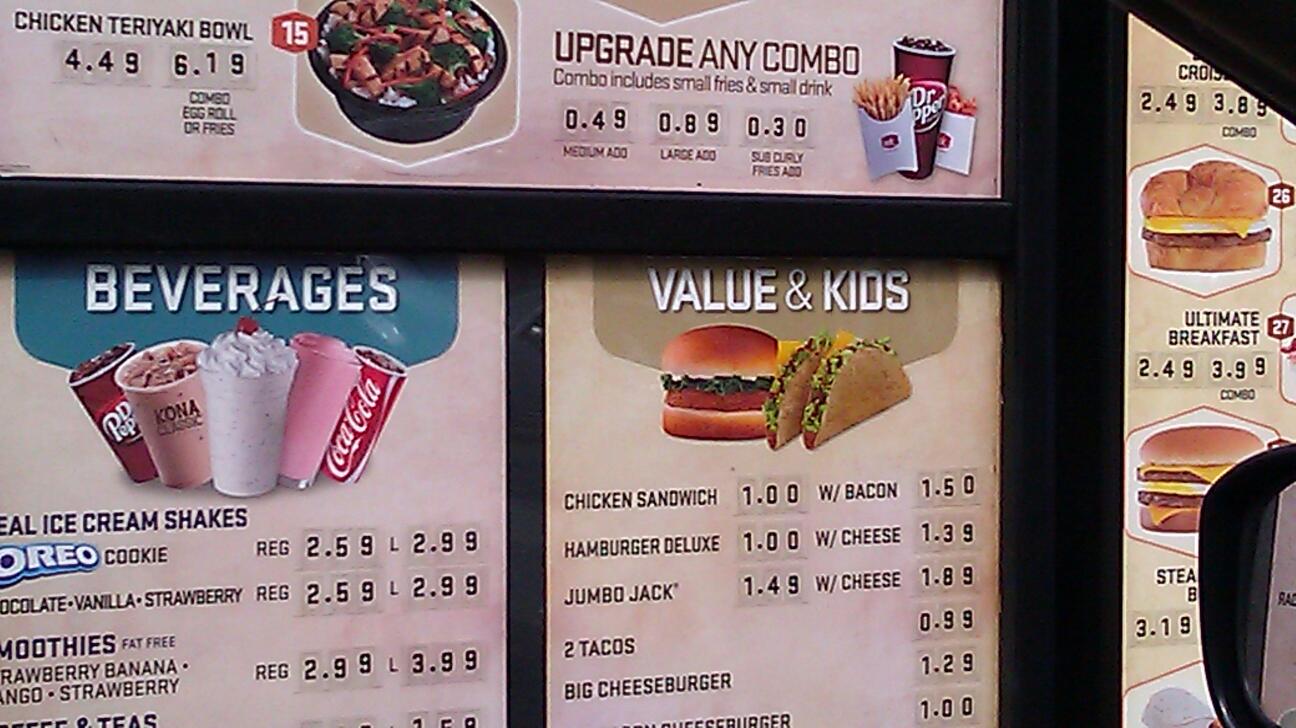 CHICKEN TERIYAKI BOWL
4.49 6.19
COMBO
EGG ROLL
OR FRIES
15
UPGRADE ANY COMBO
Combo includes small fries & small drink
0.49 0.89 0.30
MEDIUM ADD LARGE ADD SUB CURLY
FRIES ADD
Dr
BEVERAGES
KONA
CLASSIC
Coca-Cola
EAL ICE CREAM SHAKES
OREO COOKIE REG 2.59 L 2.99
OCOLATE • VANILLA • STRAWBERRY REG 2.59 L 2.99
MOOTHIES FAT FREE
RAWBERRY BANANA • REG 2.99 L 3.99
ANGO • STRAWBERRY
& TEAS
VALUE & KIDS
CHICKEN SANDWICH 1.00 W/ BACON 1.50
HAMBURGER DELUXE 1.00 W/ CHEESE 1.39
JUMBO JACK® 1.49 W/ CHEESE 1.89
2 TACOS 0.99
BIG CHEESEBURGER 1.29
CHEESEBURGER 1.00
CROIS
2.49 3.89
COMBO
26
ULTIMATE
BREAKFAST
27
2.49 3.99
COMBO
STEA
B
3.19